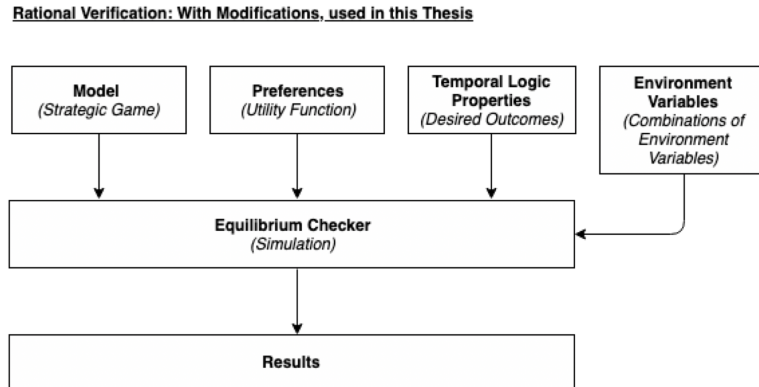 Rational Verification: With Modifications, used in this Thesis
Model
(Strategic Game)
Preferences
(Utility Function)
Temporal Logic
Properties
(Desired Outcomes)
Environment
Variables
(Combinations of
Environment
Variables)
Equilibrium Checker
(Simulation)
Results